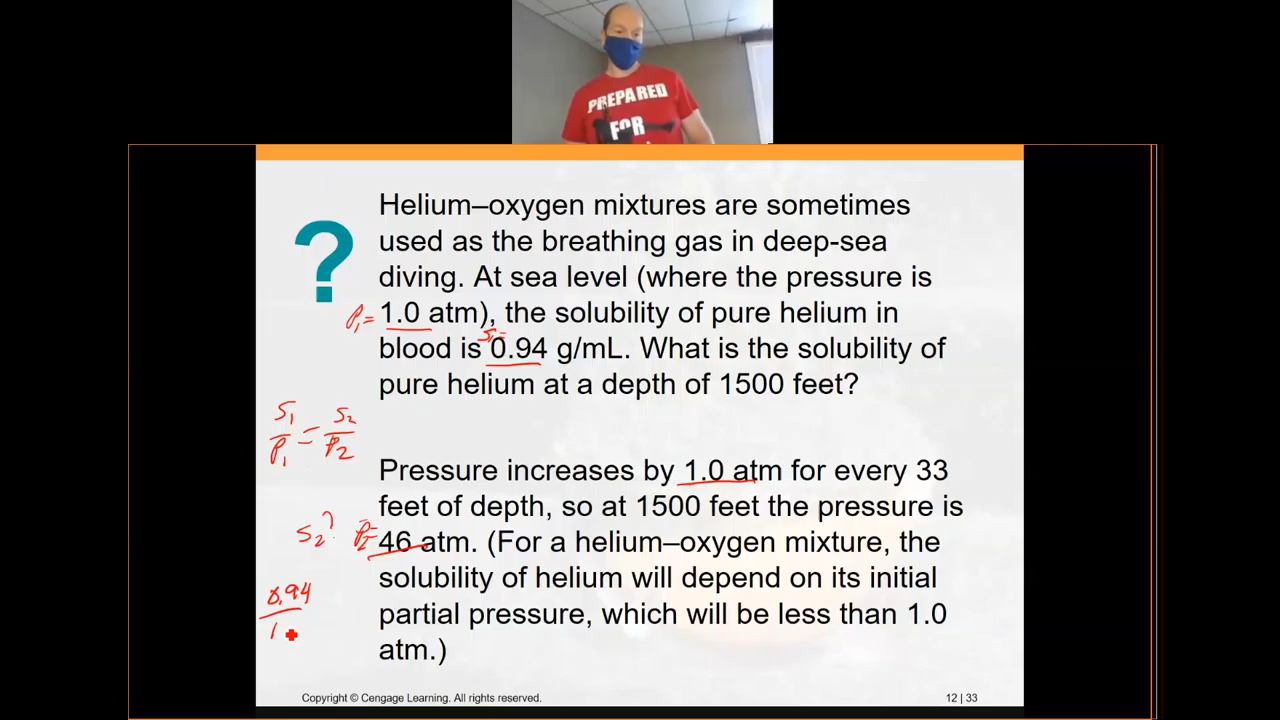 PREPARED
FOR
?
Helium–oxygen mixtures are sometimes
used as the breathing gas in deep-sea
diving. At sea level (where the pressure is
P1= 1.0 atm), the solubility of pure helium in
S1=
blood is 0.94 g/mL. What is the solubility of
pure helium at a depth of 1500 feet?
S1/P1 = S2/P2
Pressure increases by 1.0 atm for every 33
feet of depth, so at 1500 feet the pressure is
S2? P2= 46 atm. (For a helium–oxygen mixture, the
solubility of helium will depend on its initial
0.94
1
partial pressure, which will be less than 1.0
atm.)
Copyright © Cengage Learning. All rights reserved. 12 | 33